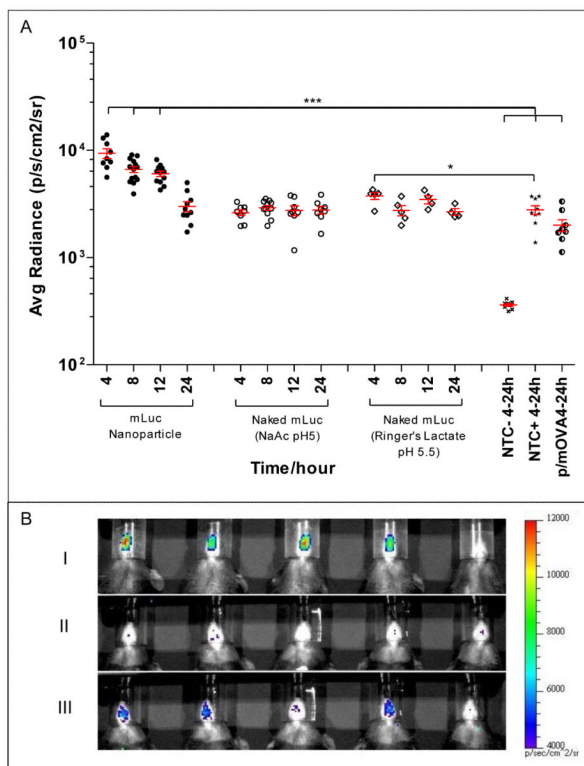 A
10^5
10^4
10^3
10^2
Avg Radiance (p/s/cm2/sr)
***
*
4 8 12 24 4 8 12 24 4 8 12 24 NTC- 4-24h NTC+ 4-24h p/mOVA4-24h
mLuc Naked mLuc Naked mLuc
Nanoparticle (NaAc pH5) (Ringer's Lactate
pH 5.5)
Time/hour
B
I
II
III
12000
10000
8000
6000
4000
p/sec/cm^2/sr